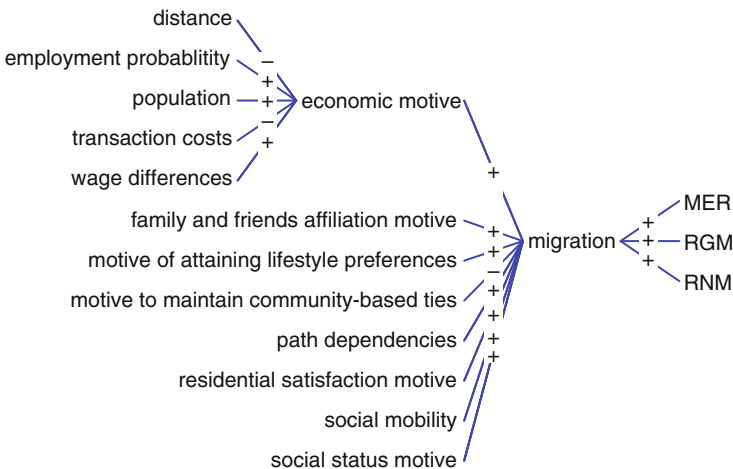 distance
employment probablitity
population
transaction costs
wage differences
−
+
+
−
+
economic motive
+
family and friends affiliation motive
motive of attaining lifestyle preferences
motive to maintain community-based ties
path dependencies
residential satisfaction motive
social mobility
social status motive
+
+
−
+
+
+
+
migration
+
+
+
MER
RGM
RNM